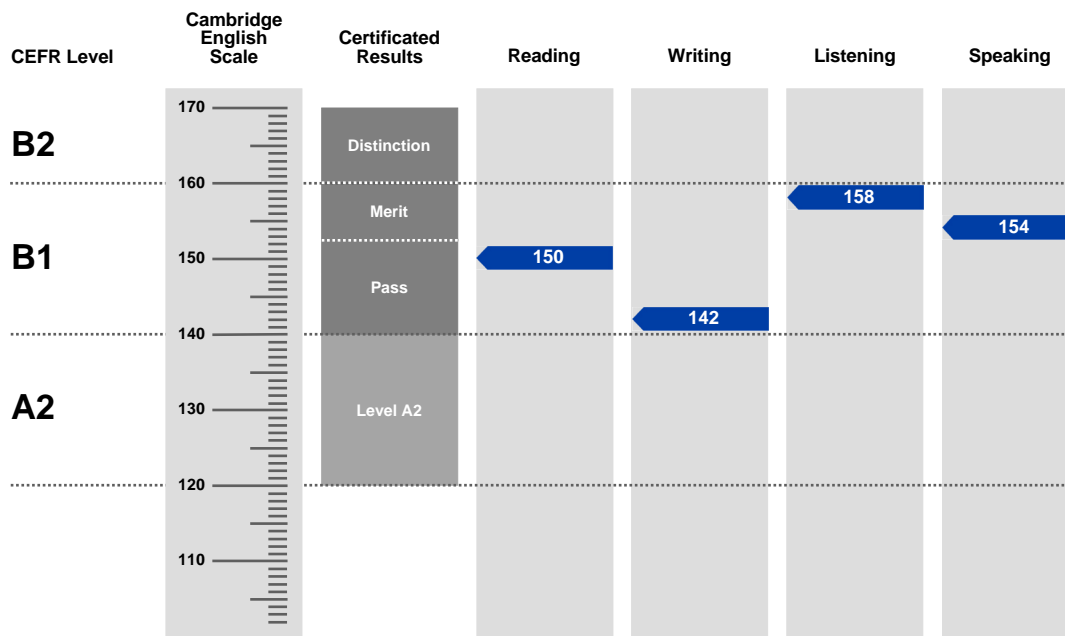 CEFR Level
Cambridge
English
Scale
Certificated
Results
Reading
Writing
Listening
Speaking
170
B2
Distinction
160
158
Merit
154
B1
150
150
Pass
142
140
A2
130
Level A2
120
110